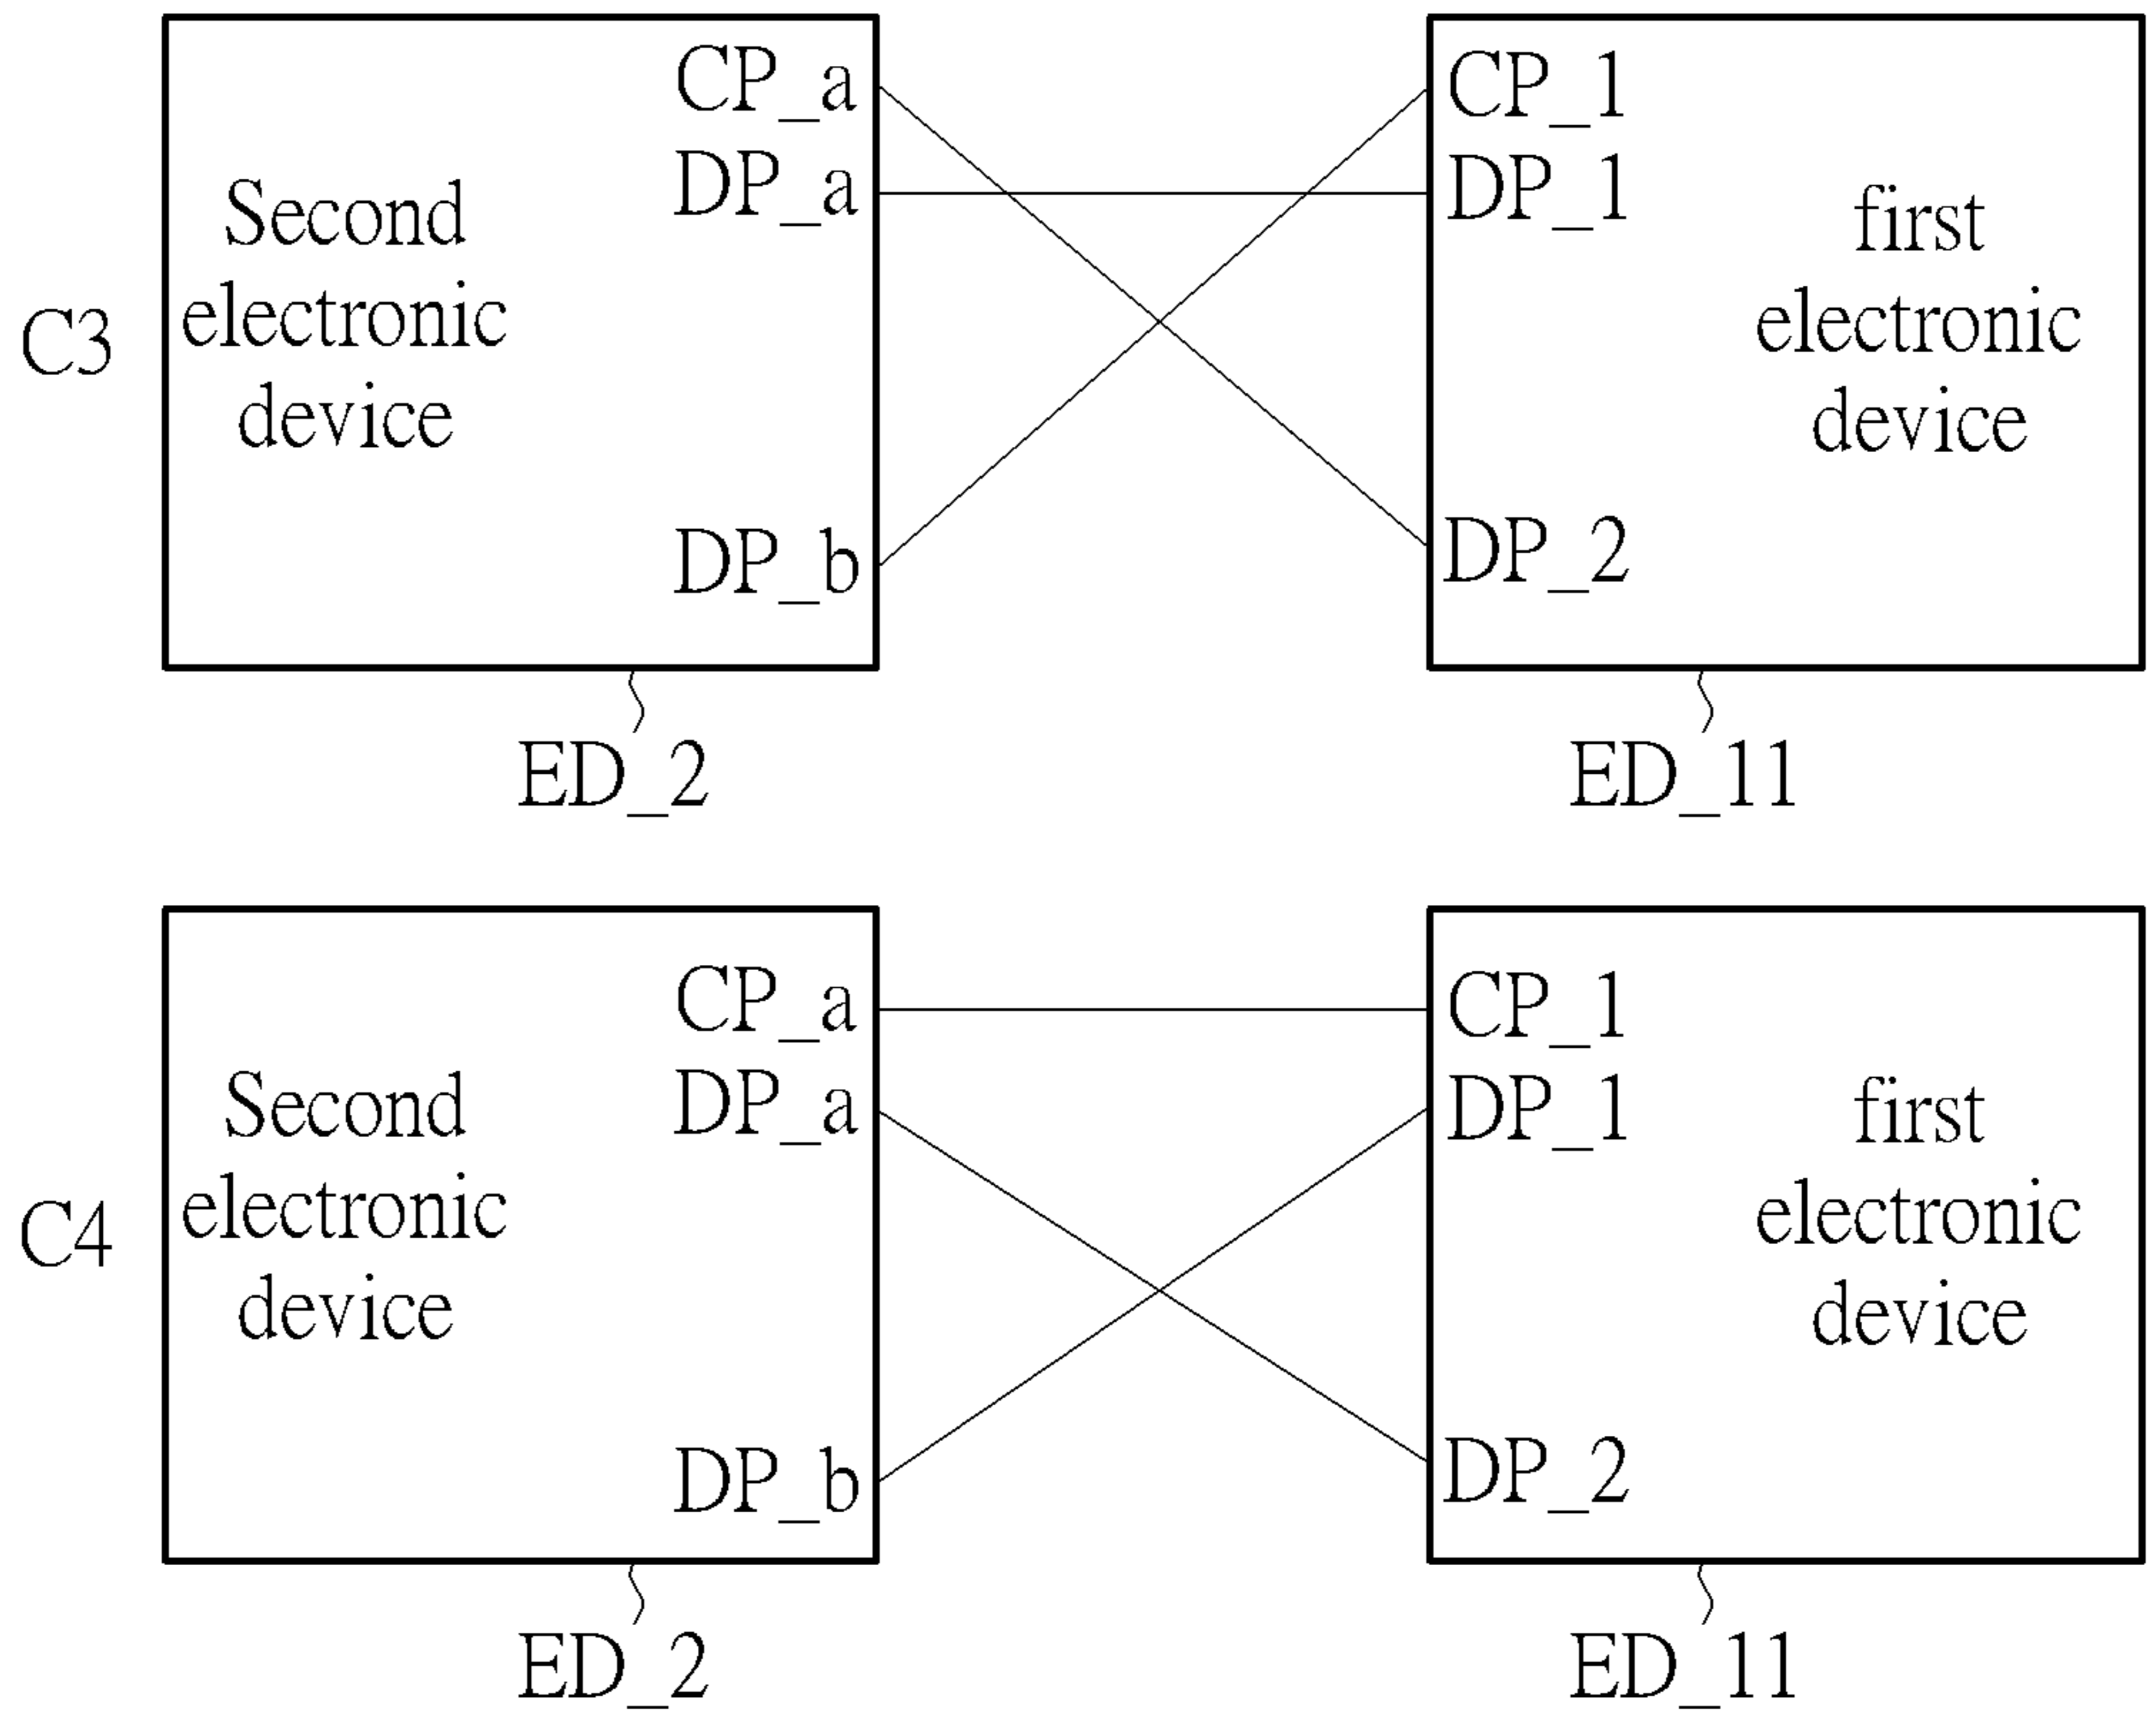 C3
Second
electronic
device
CP_a
DP_a
DP_b
ED_2
CP_1
DP_1
DP_2
first
electronic
device
ED_11
C4
Second
electronic
device
CP_a
DP_a
DP_b
ED_2
CP_1
DP_1
DP_2
first
electronic
device
ED_11